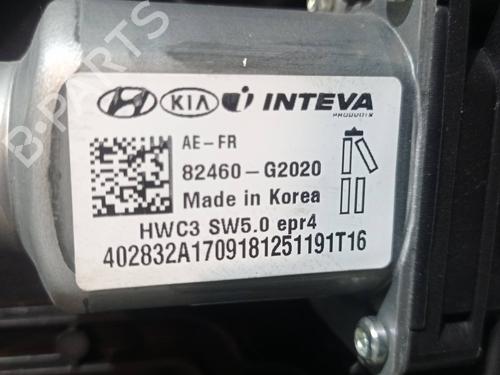 KIA INTEVA
PRODUCTS
AE-FR
82460-G2020
Made in Korea
HWC3 SW5.0 epr4
402832A1709181251191T16
B-PARTS